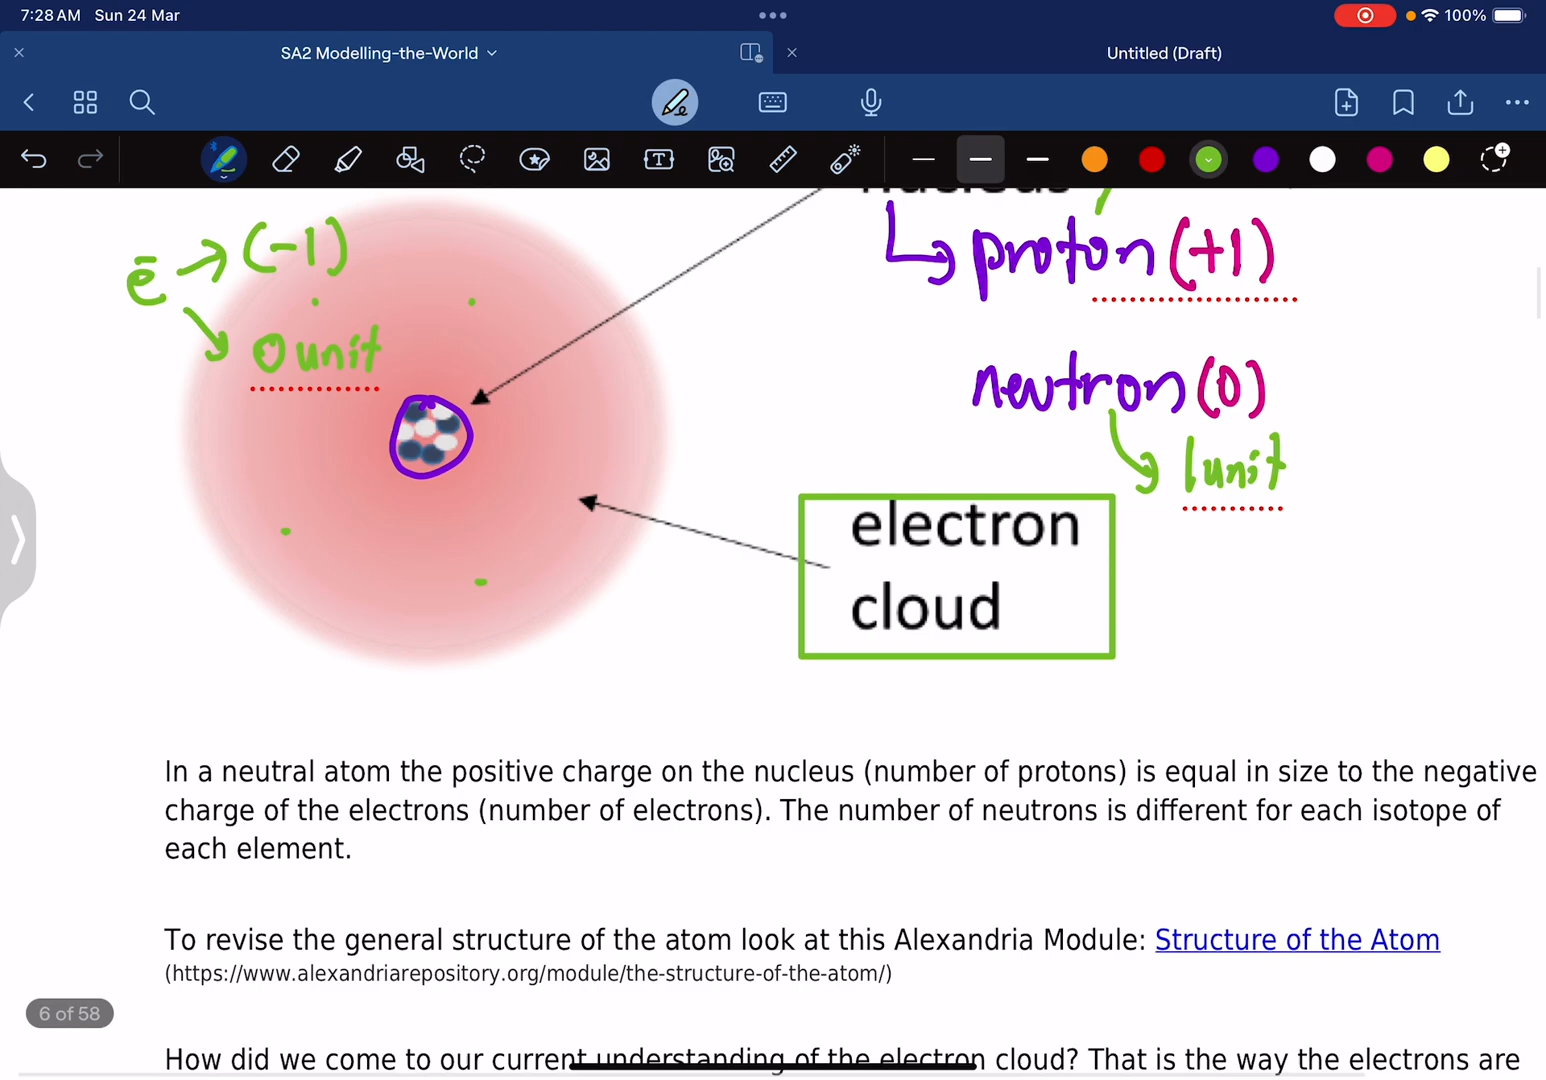 7:28 AM Sun 24 Mar
100%
SA2 Modelling-the-World
Untitled (Draft)
T
nucleus
proton (+1)
ē → (-1)
0 unit
neutron (0)
1 unit
electron
cloud
In a neutral atom the positive charge on the nucleus (number of protons) is equal in size to the negative
charge of the electrons (number of electrons). The number of neutrons is different for each isotope of
each element.
To revise the general structure of the atom look at this Alexandria Module: Structure of the Atom
(https://www.alexandriarepository.org/module/the-structure-of-the-atom/)
6 of 58
How did we come to our current understanding of the electron cloud? That is the way the electrons are